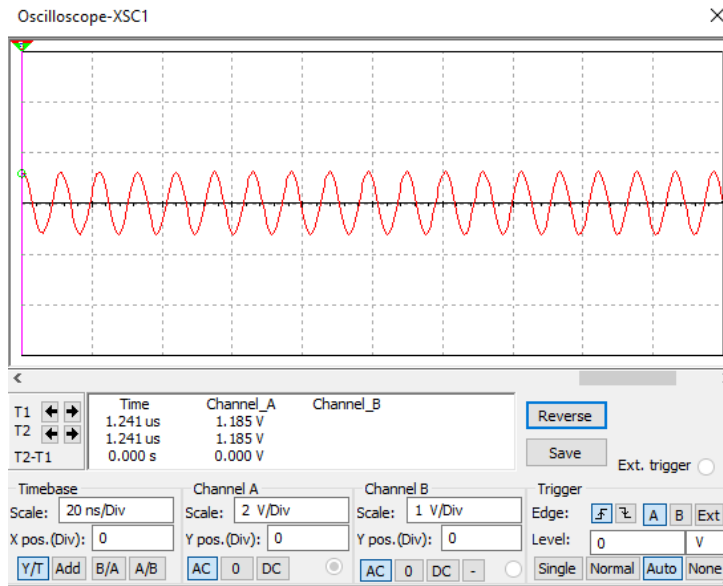 Oscilloscope-XSC1
Time Channel_A Channel_B
T1 1.241 us 1.185 V
T2 1.241 us 1.185 V
T2-T1 0.000 s 0.000 V
Reverse
Save
Ext. trigger
Timebase
Scale: 20 ns/Div
X pos.(Div): 0
Y/T Add B/A A/B
Channel A
Scale: 2 V/Div
Y pos.(Div): 0
AC 0 DC
Channel B
Scale: 1 V/Div
Y pos.(Div): 0
AC 0 DC -
Trigger
Edge: A B Ext
Level: 0 V
Single Normal Auto None